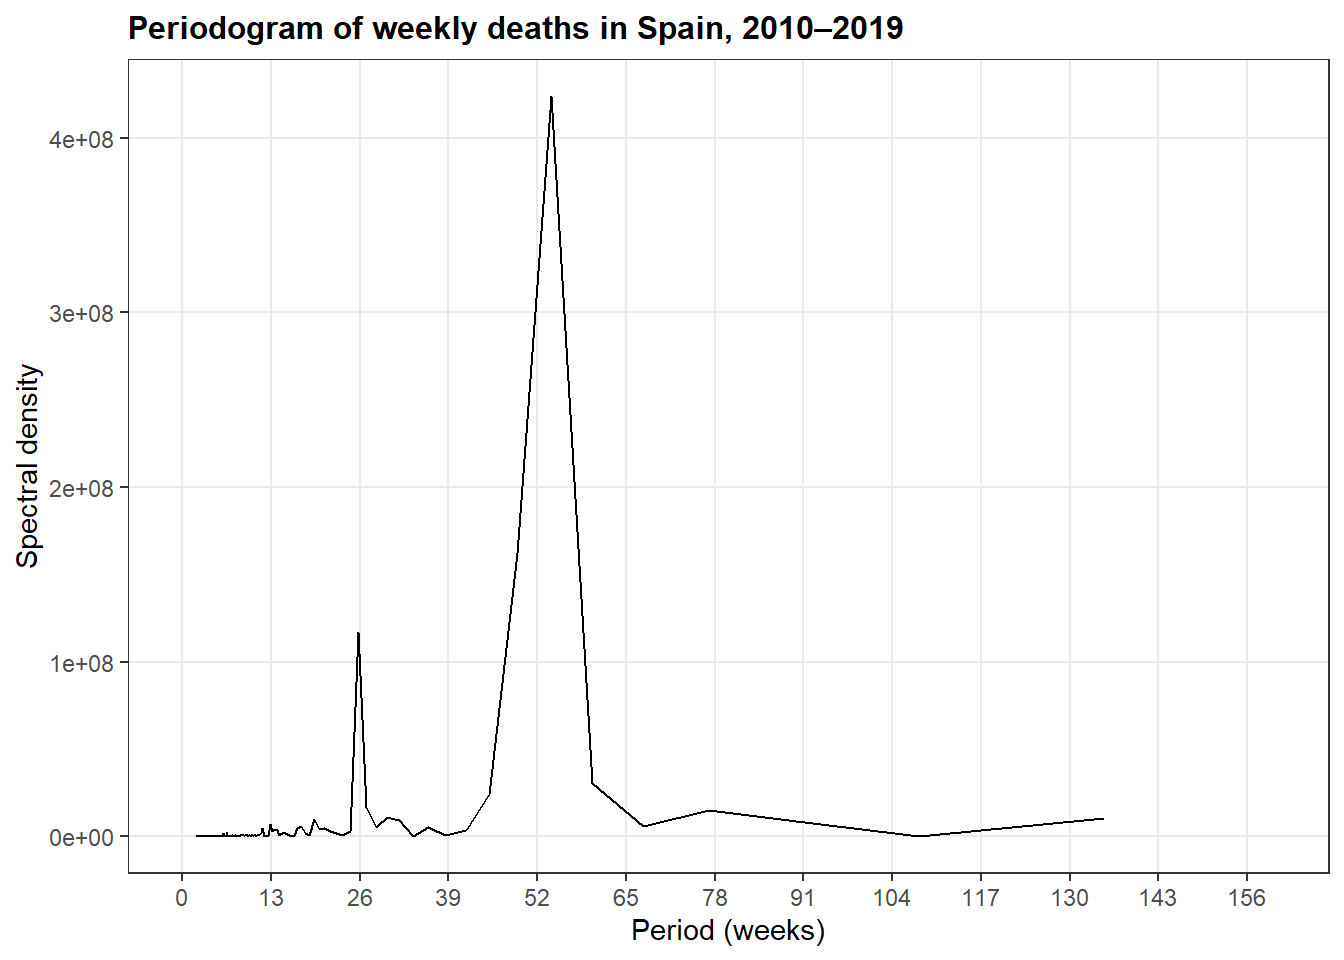 Periodogram of weekly deaths in Spain, 2010–2019
4e+08
3e+08
2e+08
1e+08
0e+00
Spectral density
0 13 26 39 52 65 78 91 104 117 130 143 156
Period (weeks)